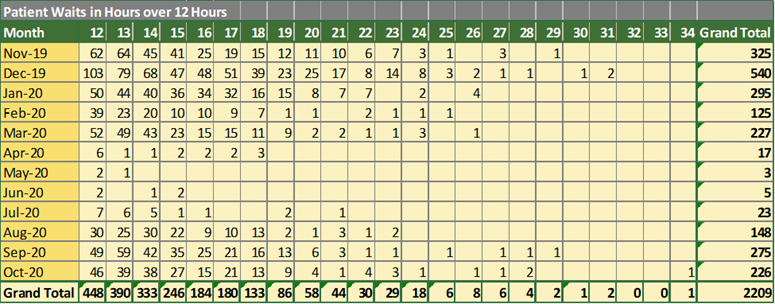 Patient Waits in Hours over 12 Hours
Month 12 13 14 15 16 17 18 19 20 21 22 23 24 25 26 27 28 29 30 31 32 33 34 Grand Total
Nov-19 62 64 45 41 25 19 15 12 11 10 6 7 3 1 3 1 325
Dec-19 103 79 68 47 48 51 39 23 25 17 8 14 8 3 2 1 1 1 2 540
Jan-20 50 44 40 36 34 32 16 15 8 7 7 2 4 295
Feb-20 39 23 20 10 10 9 7 1 1 2 1 1 1 125
Mar-20 52 49 43 23 15 15 11 9 2 2 1 1 3 1 227
Apr-20 6 1 1 2 2 2 3 17
May-20 2 1 3
Jun-20 2 1 2 5
Jul-20 7 6 5 1 1 2 1 23
Aug-20 30 25 30 22 9 10 13 2 1 3 1 2 148
Sep-20 49 59 42 35 25 21 16 13 6 3 1 1 1 1 1 1 275
Oct-20 46 39 38 27 15 21 13 9 4 1 4 3 1 1 1 2 1 226
Grand Total 448 390 333 246 184 180 133 86 58 44 30 29 18 6 8 6 4 2 1 2 0 0 1 2209